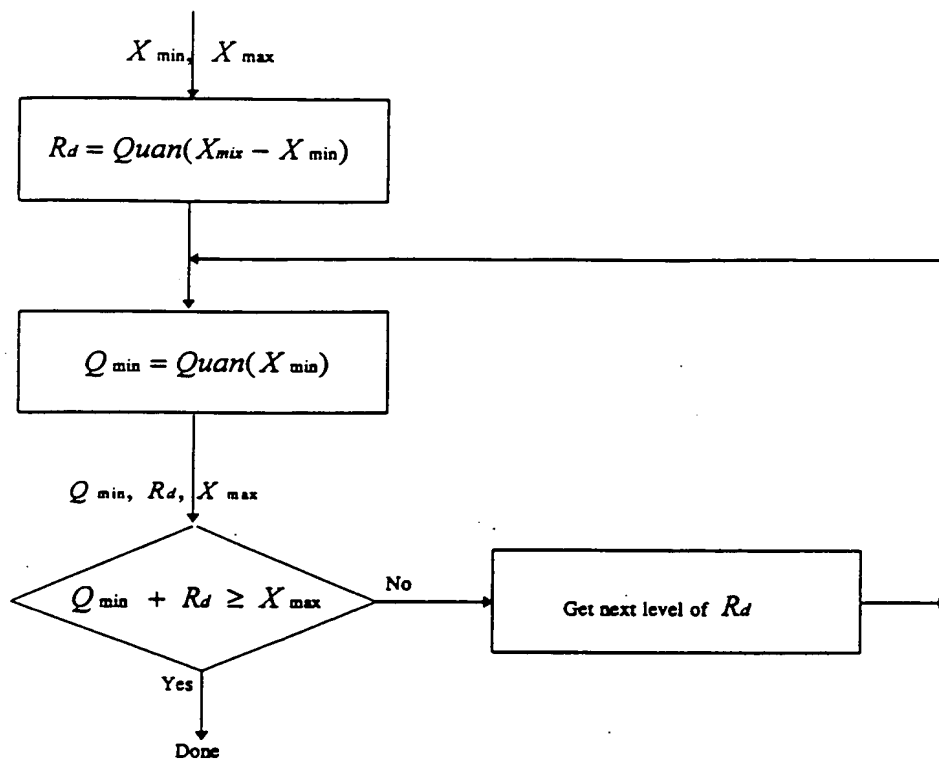 X min, X max
Rd = Quan(Xmix - X min)
Q min = Quan(X min)
Q min, Rd, X max
Q min + Rd ≥ X max
No
Get next level of Rd
Yes
Done